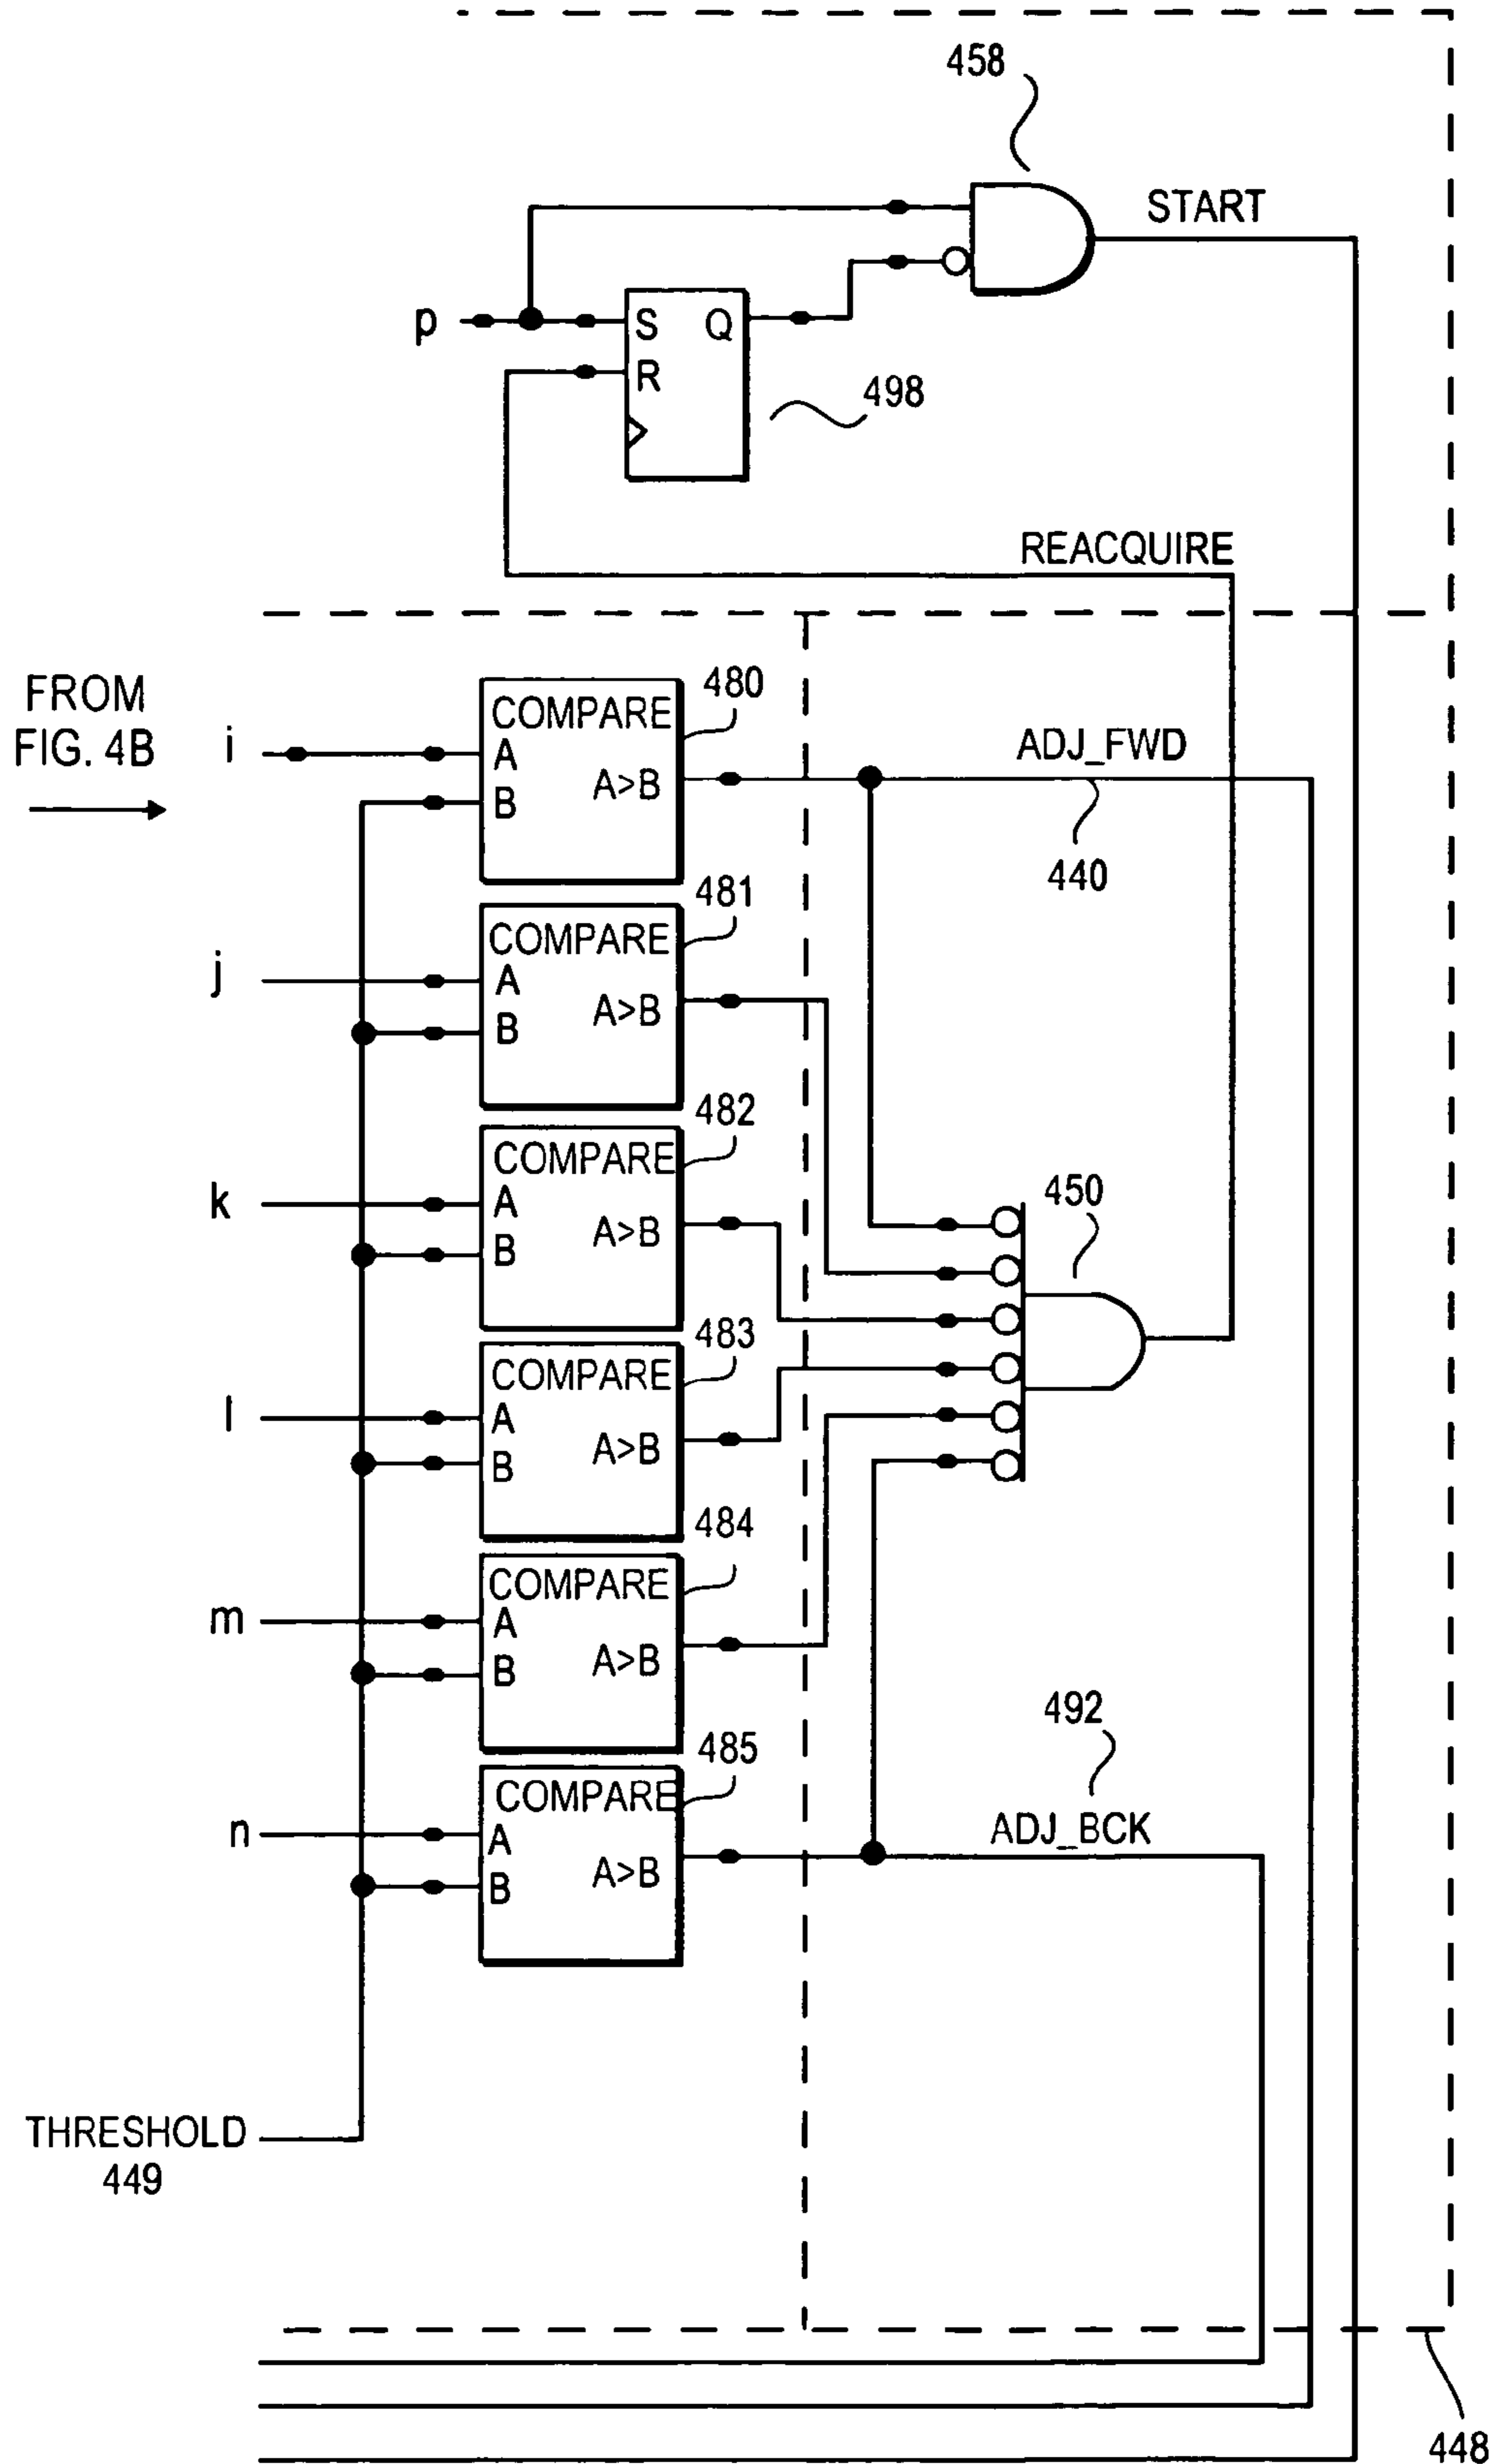 458
START
p
S
Q
R
498
REACQUIRE
FROM
FIG. 4B
i
COMPARE
A
B
A>B
480
ADJ_FWD
440
j
COMPARE
A
B
A>B
481
k
COMPARE
A
B
A>B
482
450
l
COMPARE
A
B
A>B
483
m
COMPARE
A
B
A>B
484
n
COMPARE
A
B
A>B
485
492
ADJ_BCK
THRESHOLD
449
448